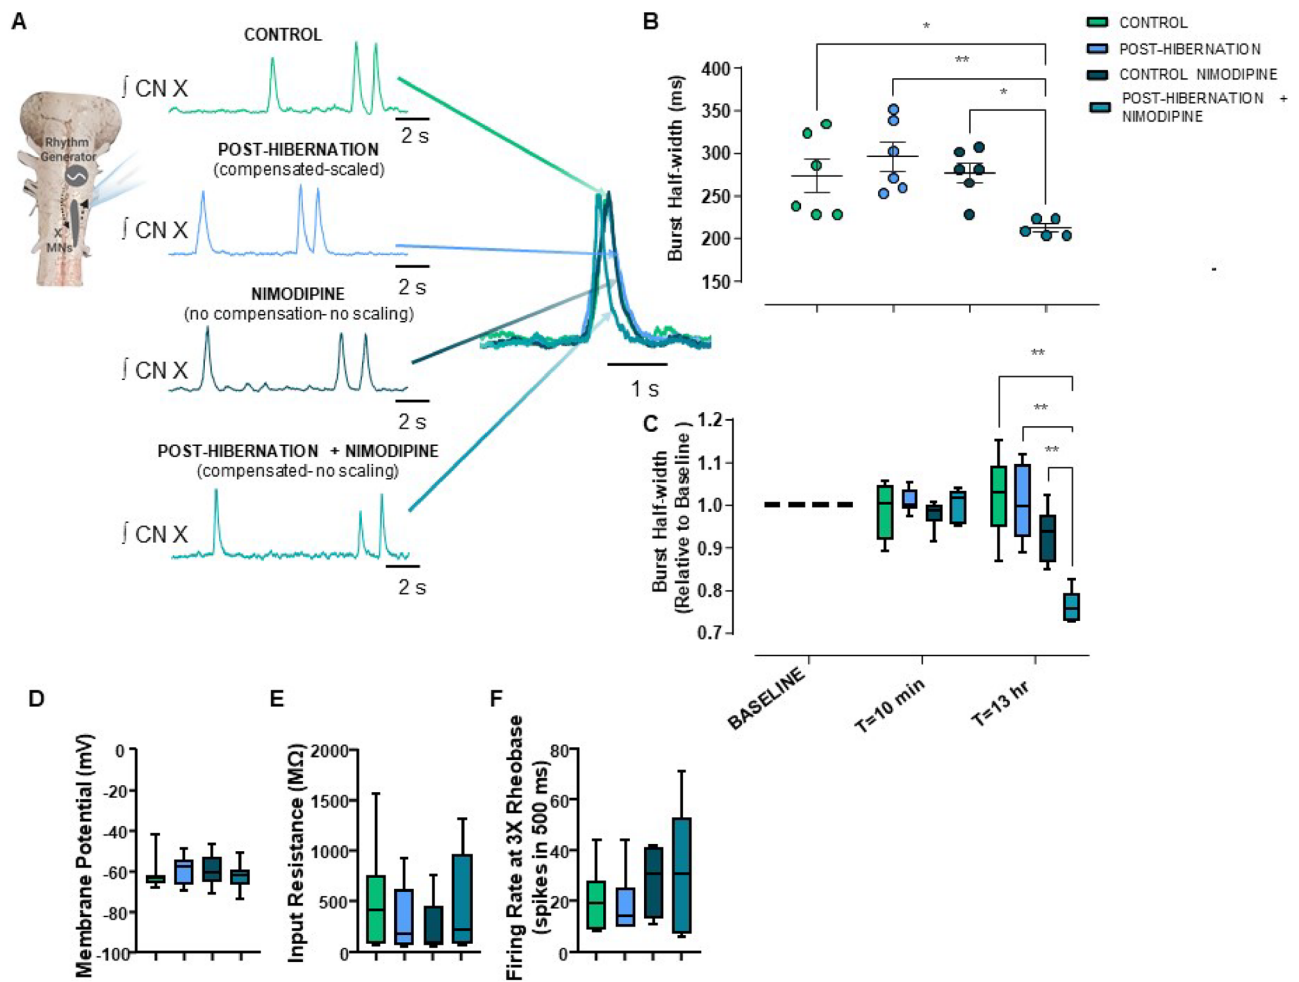 A
CONTROL
∫ CN X
2 s
Rhythm
Generator
X
MNs
POST-HIBERNATION
(compensated-scaled)
∫ CN X
2 s
NIMODIPINE
(no compensation- no scaling)
∫ CN X
2 s
POST-HIBERNATION + NIMODIPINE
(compensated- no scaling)
∫ CN X
2 s
1 s
B
CONTROL
POST-HIBERNATION
CONTROL NIMODIPINE
POST-HIBERNATION +
NIMODIPINE
*
**
*
Burst Half-width (ms)
400
350
300
250
200
150
C
**
**
**
Burst Half-width
(Relative to Baseline )
1.2
1.1
1.0
0.9
0.8
0.7
BASELINE
T=10 min
T=13 hr
D
Membrane Potential (mV)
0
-20
-40
-60
-80
-100
E
Input Resistance (MΩ)
2000
1500
1000
500
0
F
Firing Rate at 3X Rheobase
(spikes in 500 ms)
80
60
40
20
0